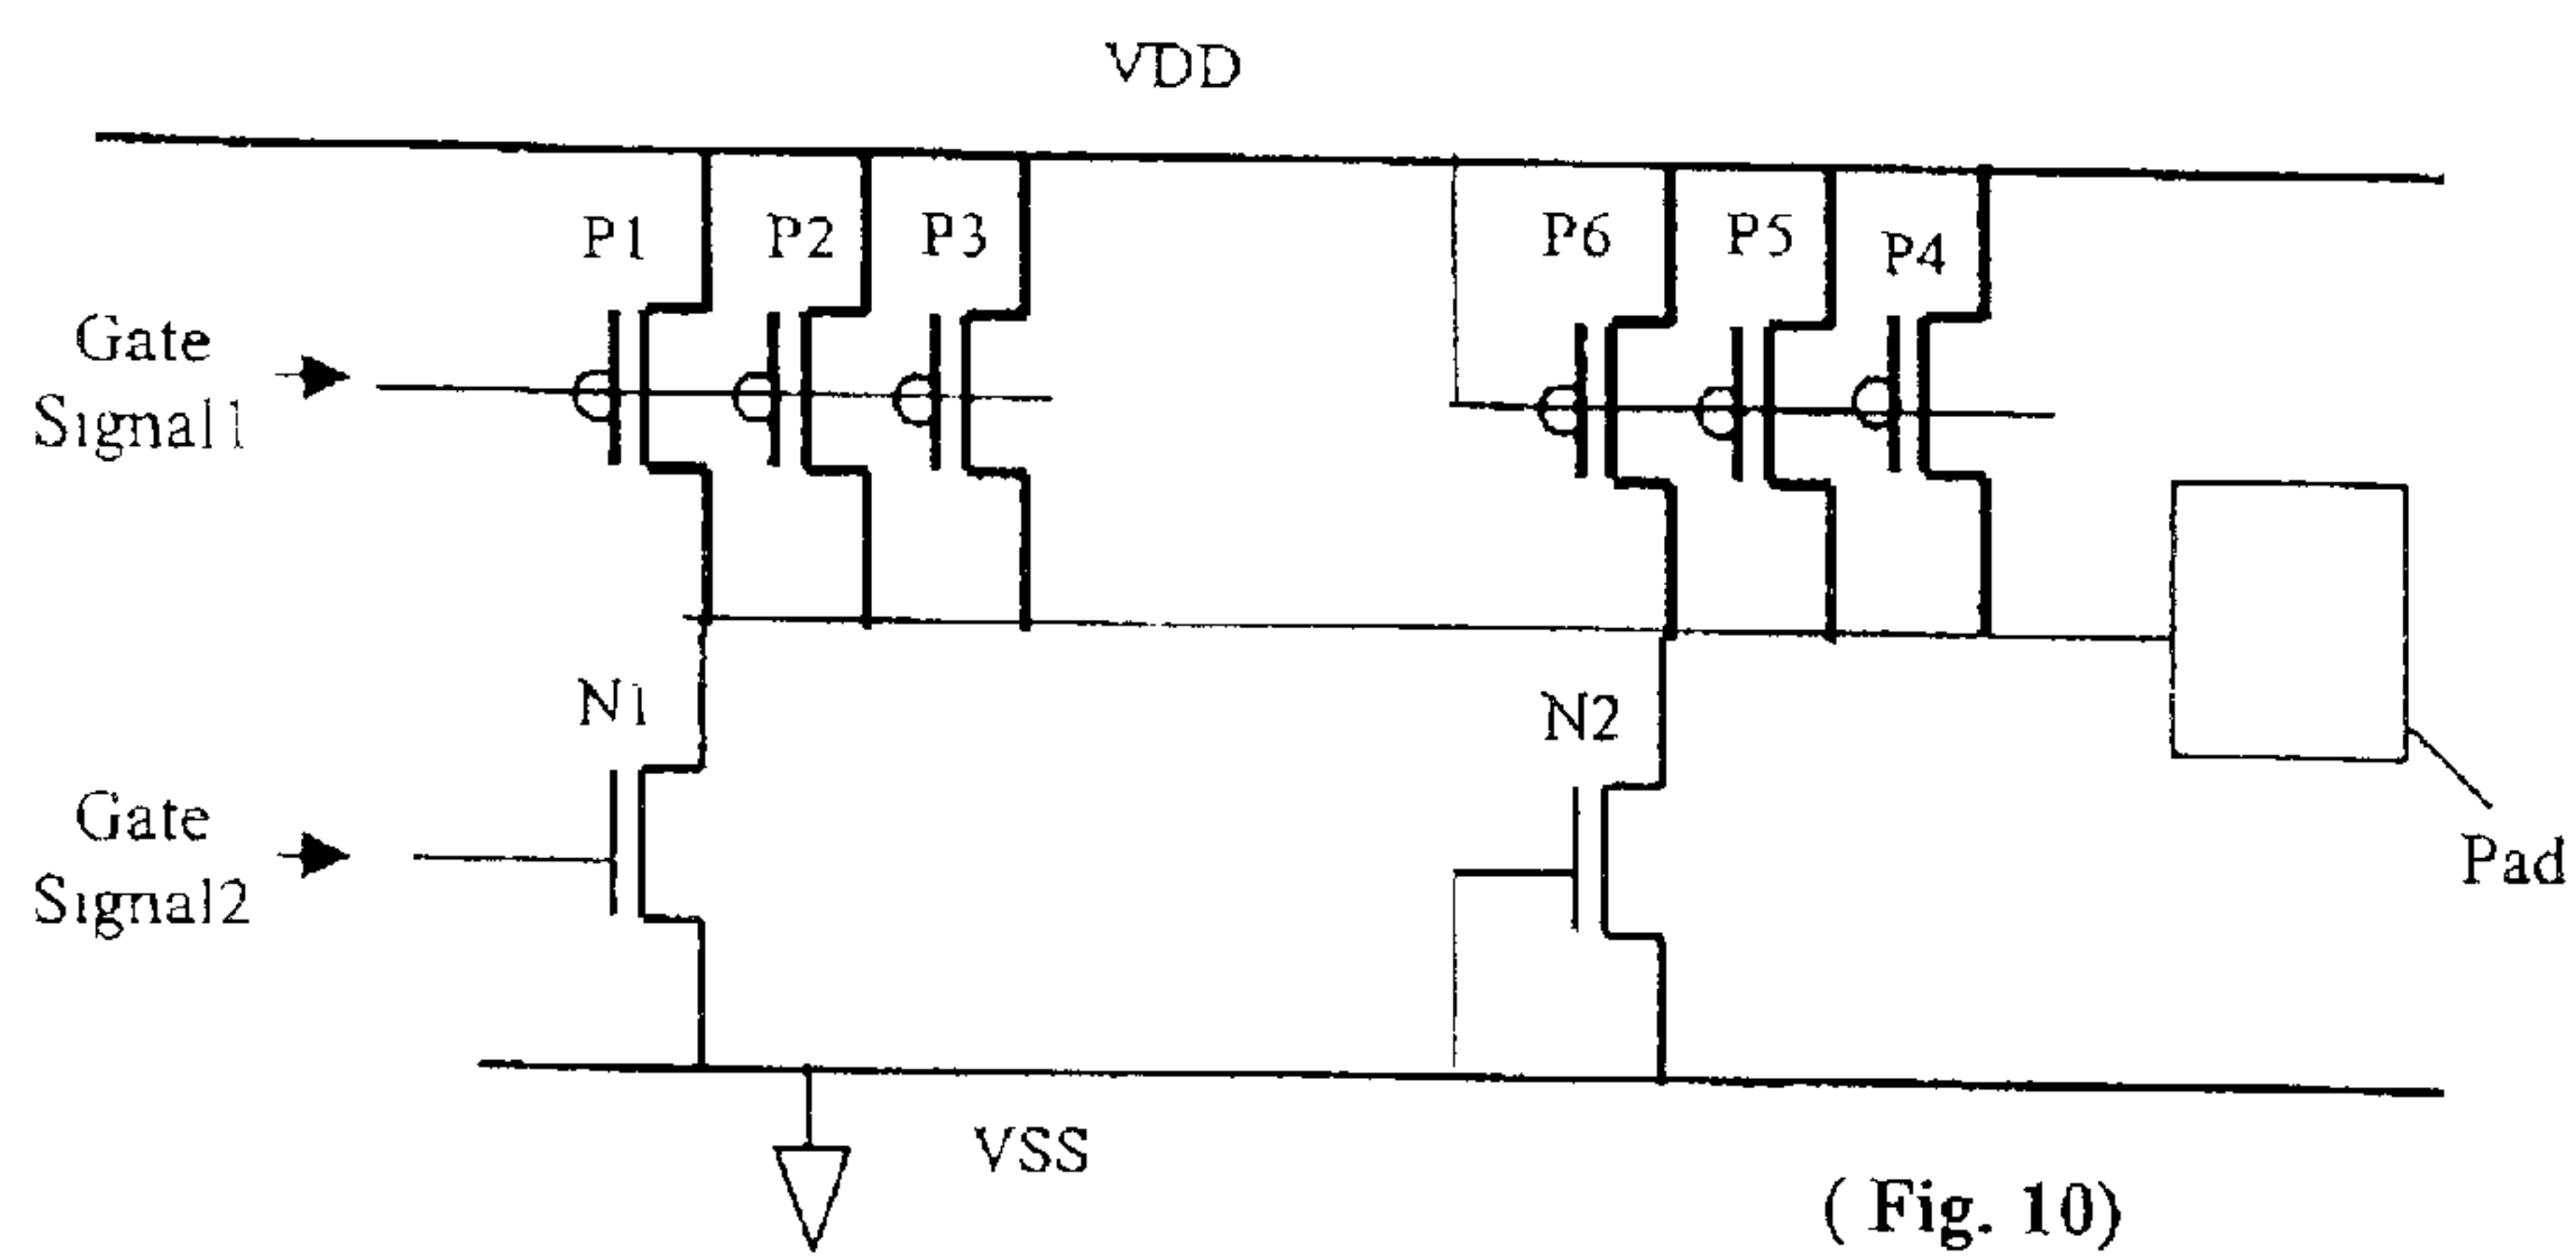 VDD
P1
P2
P3
P6
P5
P4
Gate
Signal1
N1
N2
Gate
Signal2
Pad
VSS
( Fig. 10)